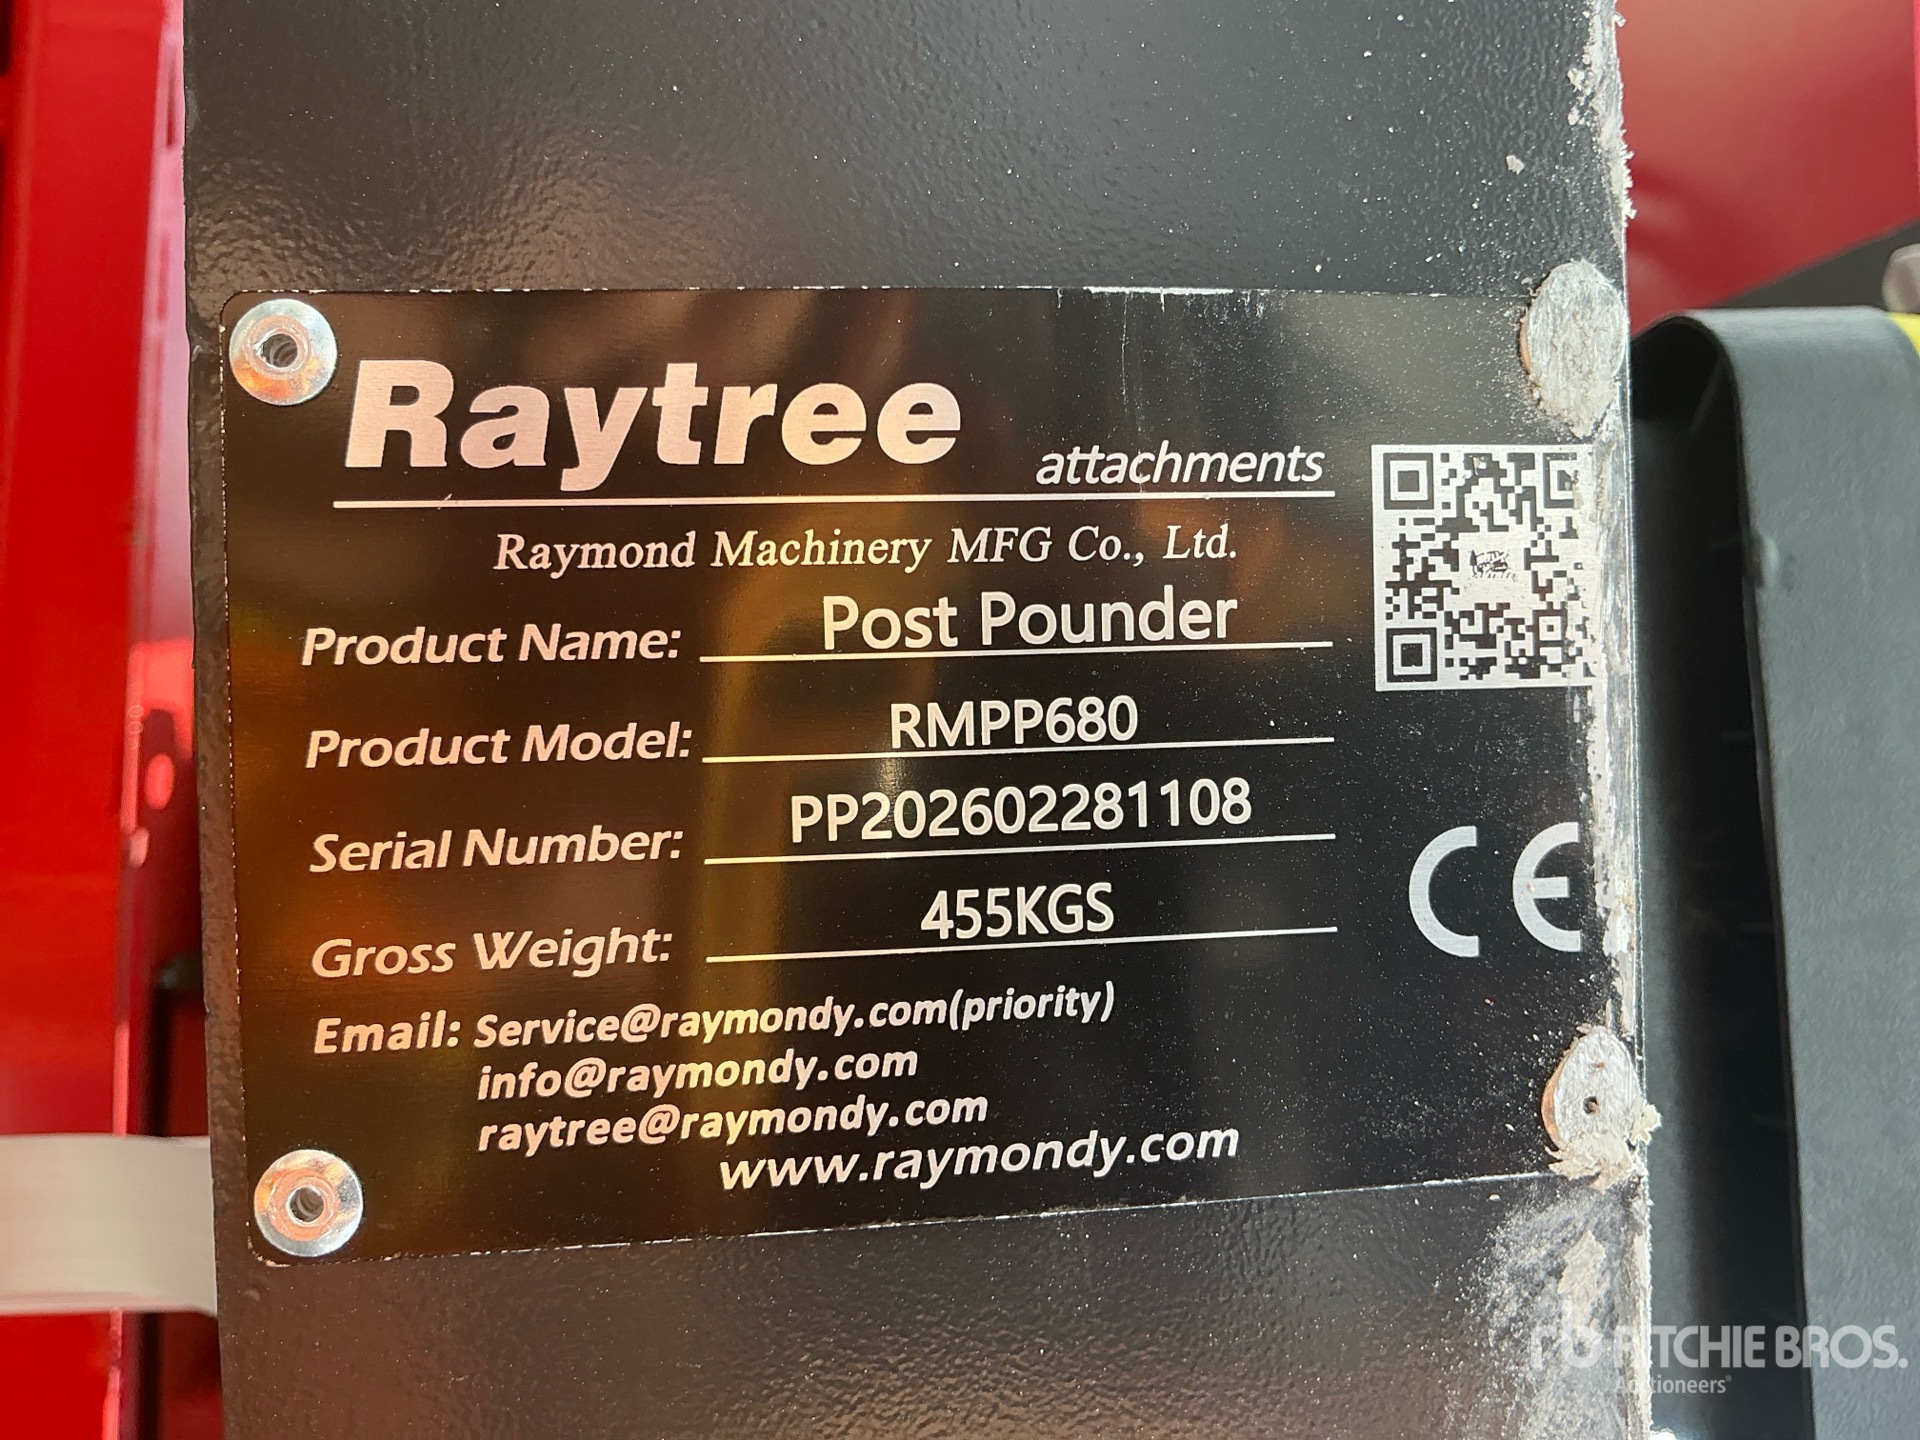 Raytree attachments
Raymond Machinery MFG Co., Ltd.
Product Name: Post Pounder
Product Model: RMPP680
Serial Number: PP202602281108
Gross Weight: 455KGS
CE
Email: Service@raymondy.com(priority)
info@raymondy.com
raytree@raymondy.com
www.raymondy.com
RITCHIE BROS.
Auctioneers